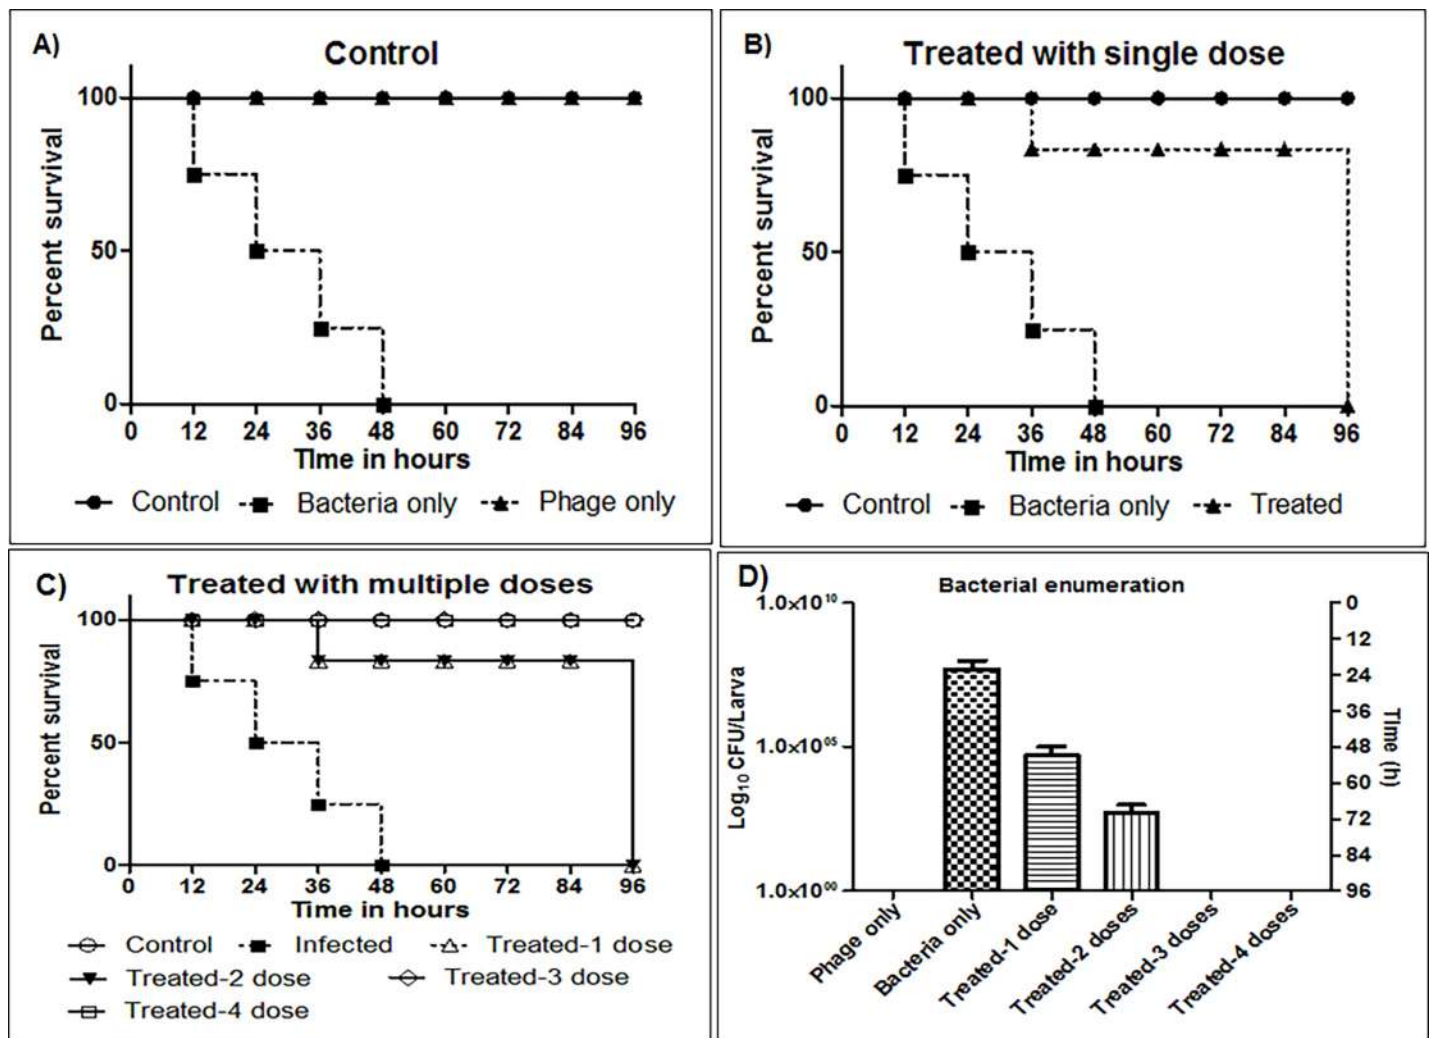 A)
Control
Percent survival
100
50
0
0 12 24 36 48 60 72 84 96
TIme in hours
Control Bacteria only Phage only
B)
Treated with single dose
Percent survival
100
50
0
0 12 24 36 48 60 72 84 96
TIme in hours
Control Bacteria only Treated
C)
Treated with multiple doses
Percent survival
100
50
0
0 12 24 36 48 60 72 84 96
Time in hours
Control Infected Treated-1 dose
Treated-2 dose Treated-3 dose
Treated-4 dose
D)
Bacterial enumeration
Log₁₀ CFU/Larva
1.0×10¹⁰
1.0×10⁰⁵
1.0×10⁰⁰
0
12
24
36
48
60
72
84
96
TIme (h)
Phage only
Bacteria only
Treated-1 dose
Treated-2 doses
Treated-3 doses
Treated-4 doses